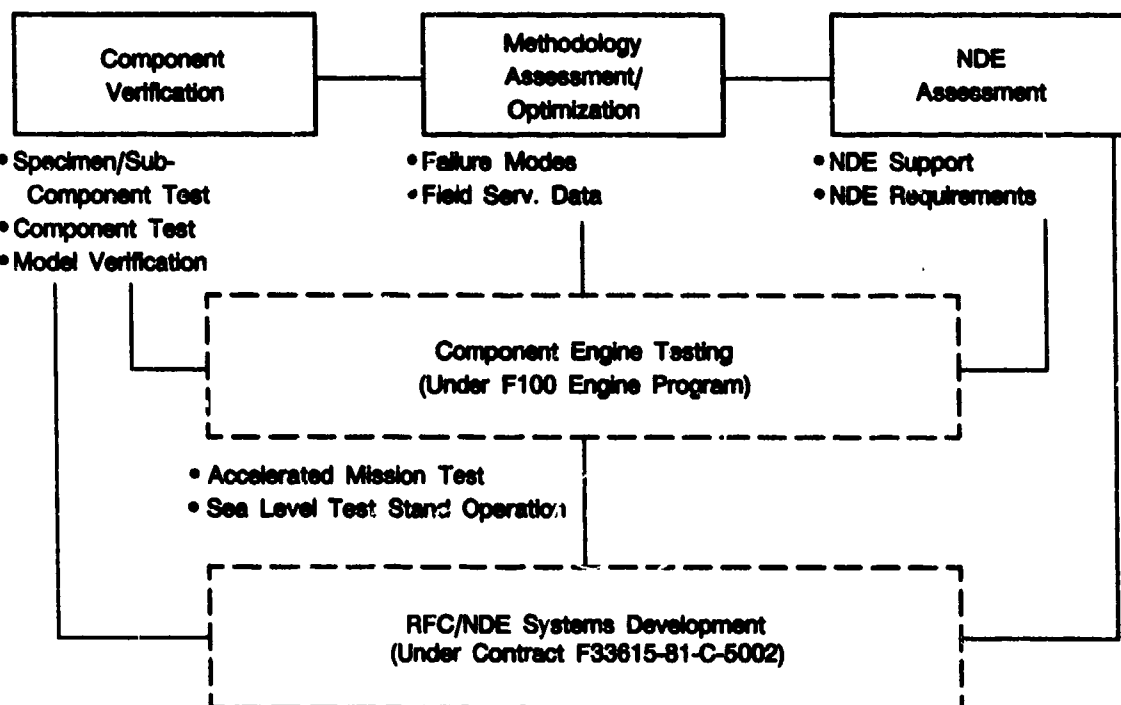 Component
Verification
Methodology
Assessment/
Optimization
NDE
Assessment
• Specimen/Sub-
Component Test
• Component Test
• Model Verification
• Failure Modes
• Field Serv. Data
• NDE Support
• NDE Requirements
Component Engine Testing
(Under F100 Engine Program)
• Accelerated Mission Test
• Sea Level Test Stand Operation
RFC/NDE Systems Development
(Under Contract F33615-81-C-5002)